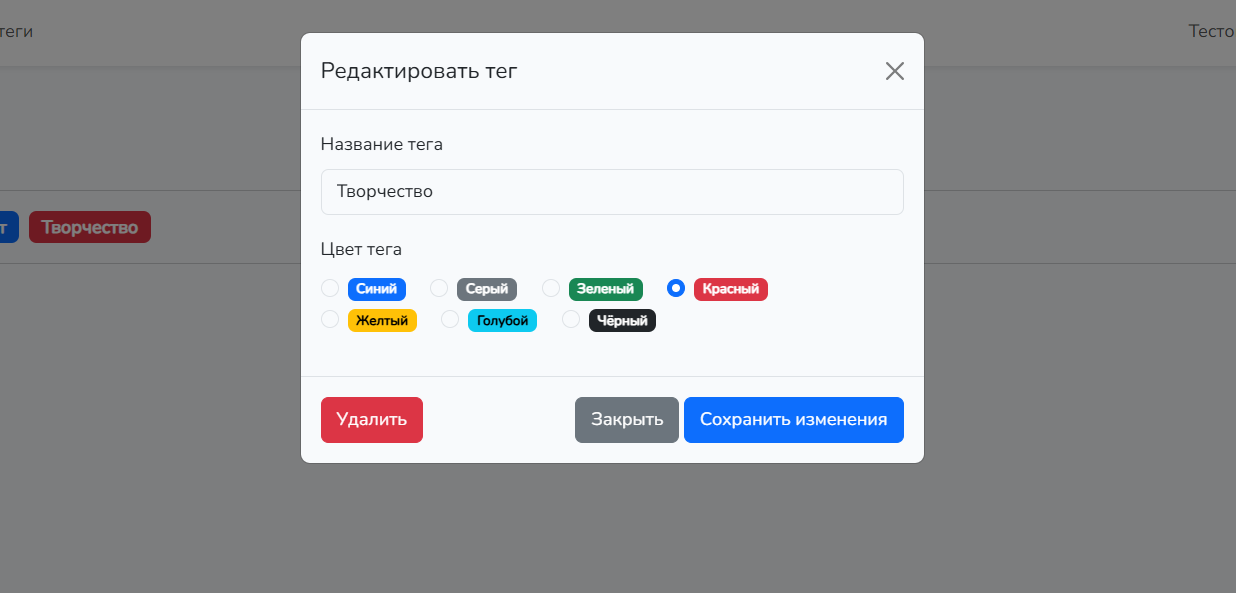 теги
Тесто
Редактировать тег
Название тега
Творчество
т Творчество
Цвет тега
Синий Серый Зеленый Красный
Желтый Голубой Чёрный
Удалить Закрыть Сохранить изменения